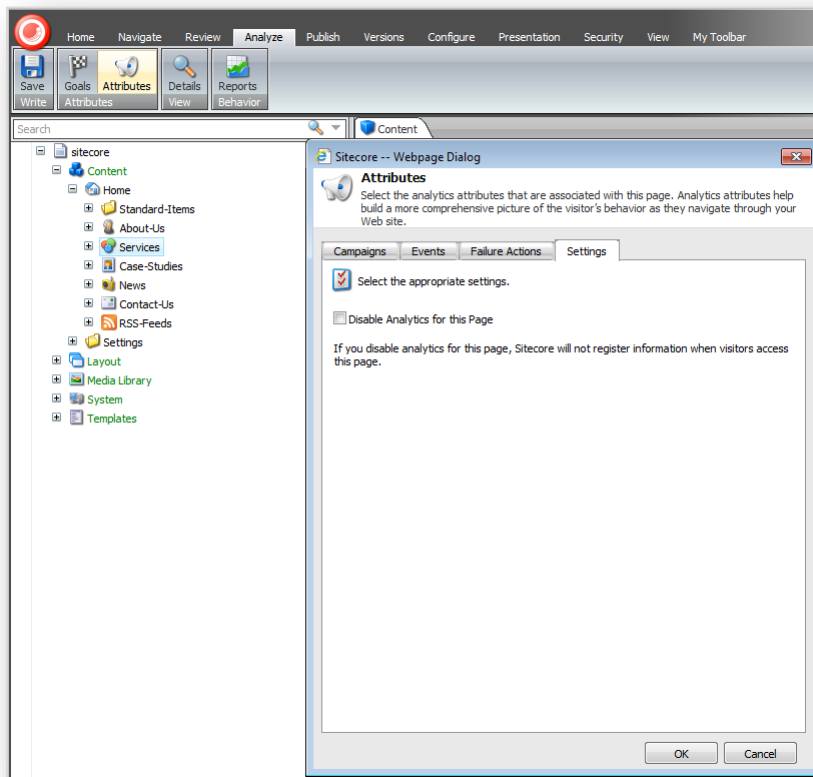 Home Navigate Review Analyze Publish Versions Configure Presentation Security View My Toolbar
Save Goals Attributes Details Reports
Write Attributes View Behavior
Search
Content
sitecore
Content
Home
Standard-Items
About-Us
Services
Case-Studies
News
Contact-Us
RSS-Feeds
Settings
Layout
Media Library
System
Templates
Sitecore -- Webpage Dialog
Attributes
Select the analytics attributes that are associated with this page. Analytics attributes help
build a more comprehensive picture of the visitor's behavior as they navigate through your
Web site.
Campaigns Events Failure Actions Settings
Select the appropriate settings.
Disable Analytics for this Page
If you disable analytics for this page, Sitecore will not register information when visitors access
this page.
OK Cancel